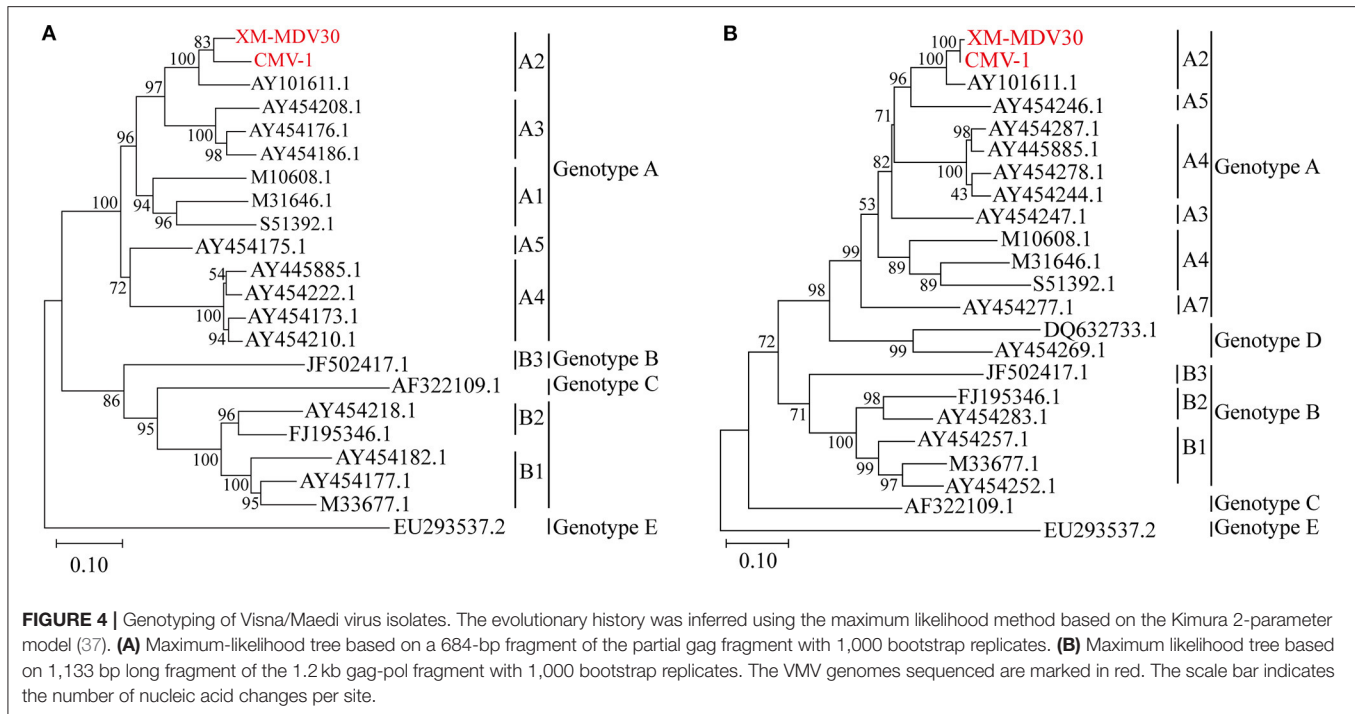 A
XM-MDV30
83
CMV-1
100
A2
AY101611.1
97
AY454208.1
100
AY454176.1
A3
98
AY454186.1
96
Genotype A
M10608.1
94
M31646.1
A1
96
S51392.1
100
AY454175.1
A5
72
54
AY445885.1
AY454222.1
100
A4
AY454173.1
94
AY454210.1
JF502417.1
B3
Genotype B
86
AF322109.1
Genotype C
95
96
AY454218.1
B2
FJ195346.1
100
AY454182.1
100
AY454177.1
B1
95
M33677.1
EU293537.2
Genotype E
0.10
B
100
XM-MDV30
100
CMV-1
A2
AY101611.1
96
AY454246.1
A5
71
98
AY454287.1
AY445885.1
100
A4
AY454278.1
43
AY454244.1
Genotype A
82
AY454247.1
A3
53
M10608.1
89
M31646.1
A4
89
S51392.1
99
AY454277.1
A7
98
DQ632733.1
99
AY454269.1
Genotype D
72
JF502417.1
B3
71
98
FJ195346.1
B2
AY454283.1
Genotype B
100
AY454257.1
99
M33677.1
B1
97
AY454252.1
AF322109.1
Genotype C
EU293537.2
Genotype E
0.10
FIGURE 4 | Genotyping of Visna/Maedi virus isolates. The evolutionary history was inferred using the maximum likelihood method based on the Kimura 2-parameter
model (37). (A) Maximum-likelihood tree based on a 684-bp fragment of the partial gag fragment with 1,000 bootstrap replicates. (B) Maximum likelihood tree based
on 1,133 bp long fragment of the 1.2 kb gag-pol fragment with 1,000 bootstrap replicates. The VMV genomes sequenced are marked in red. The scale bar indicates
the number of nucleic acid changes per site.